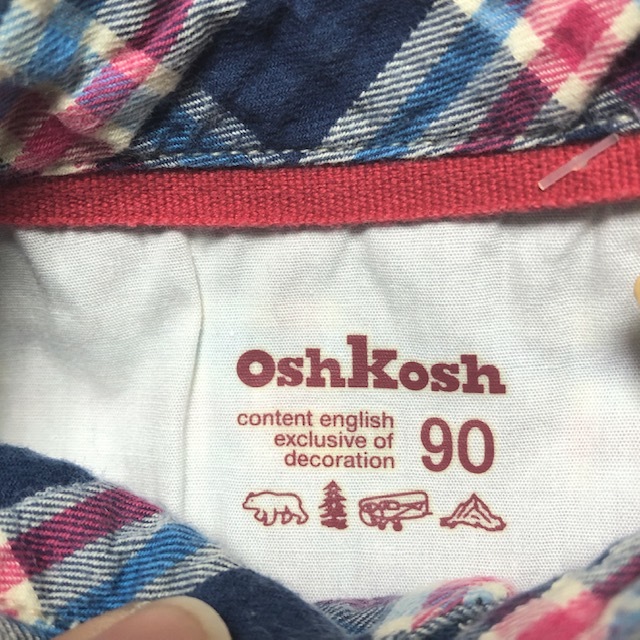 OshKosh
content english
exclusive of
decoration
90